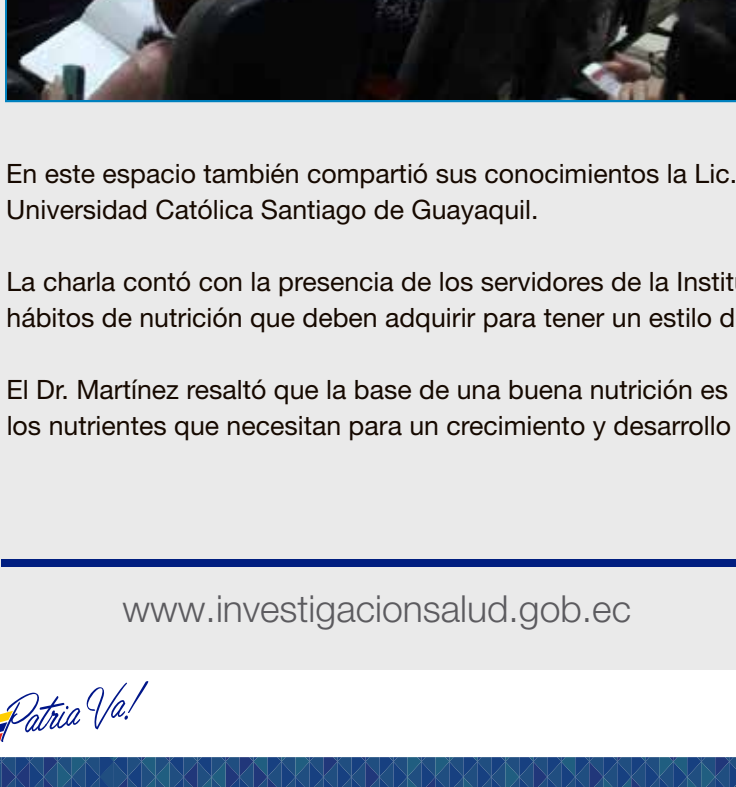 En este espacio también compartió sus conocimientos la Lic.
Universidad Católica Santiago de Guayaquil.
La charla contó con la presencia de los servidores de la Instit
hábitos de nutrición que deben adquirir para tener un estilo d
El Dr. Martínez resaltó que la base de una buena nutrición es
los nutrientes que necesitan para un crecimiento y desarrollo
www.investigacionsalud.gob.ec
Patria Va!